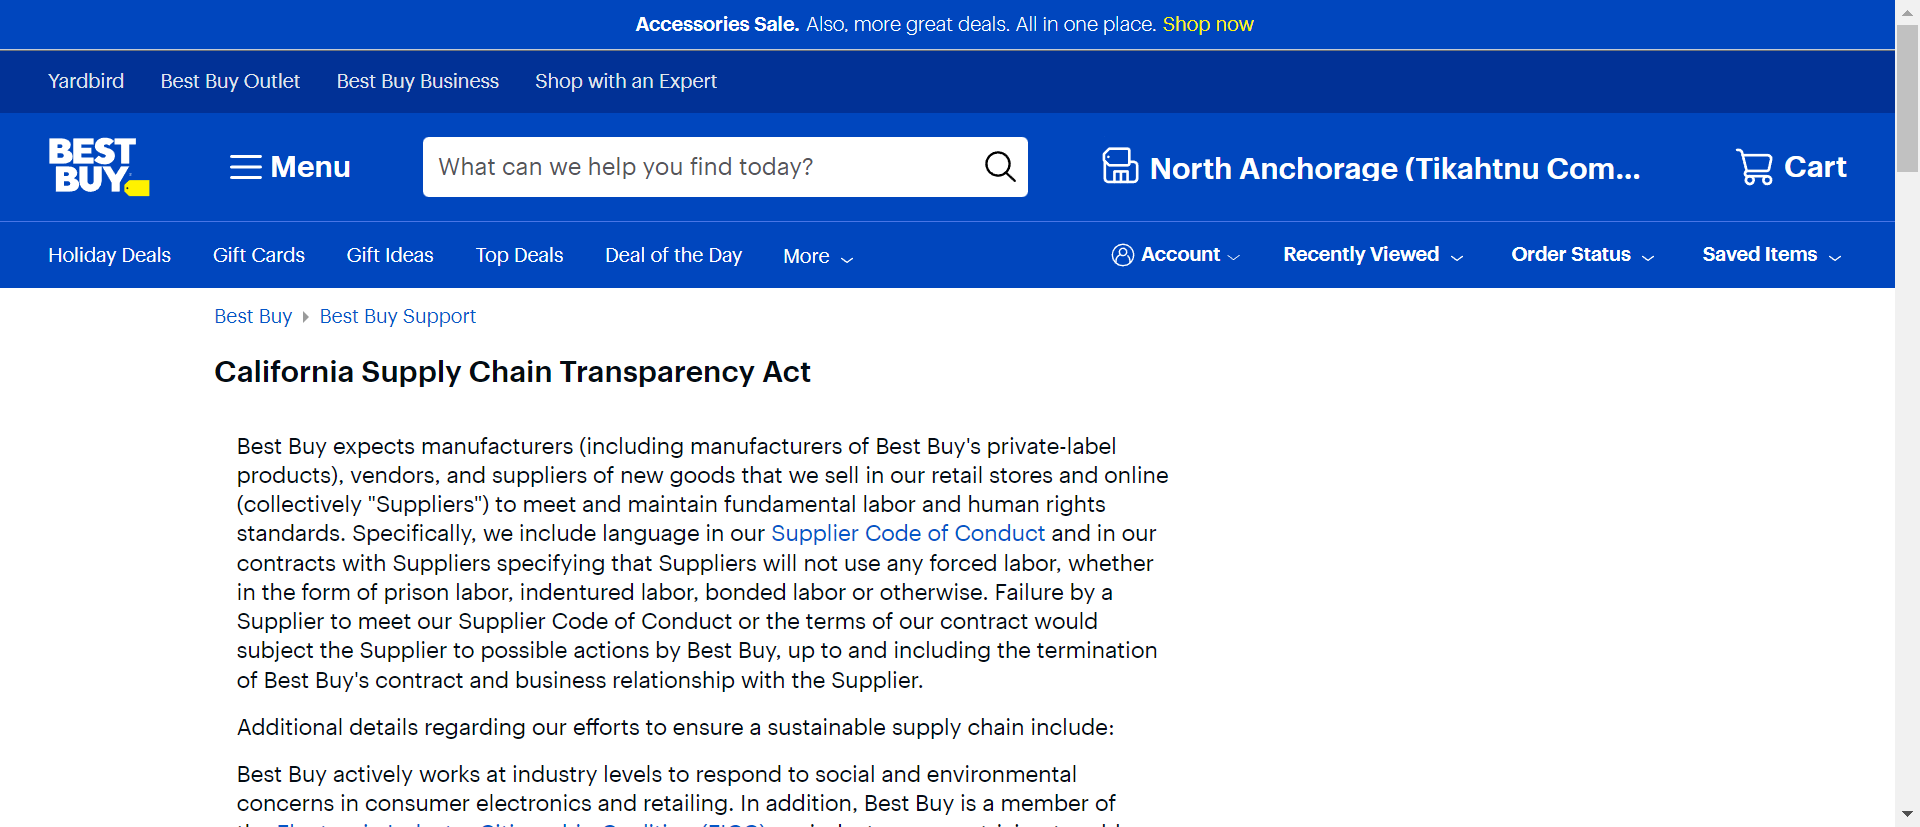 Accessories Sale. Also, more great deals. All in one place. Shop now
Yardbird Best Buy Outlet Best Buy Business Shop with an Expert
BEST BUY
Menu
What can we help you find today?
North Anchorage (Tikahtnu Com...
Cart
Holiday Deals Gift Cards Gift Ideas Top Deals Deal of the Day More
Account Recently Viewed Order Status Saved Items
Best Buy Best Buy Support
California Supply Chain Transparency Act
Best Buy expects manufacturers (including manufacturers of Best Buy's private-label
products), vendors, and suppliers of new goods that we sell in our retail stores and online
(collectively "Suppliers") to meet and maintain fundamental labor and human rights
standards. Specifically, we include language in our Supplier Code of Conduct and in our
contracts with Suppliers specifying that Suppliers will not use any forced labor, whether
in the form of prison labor, indentured labor, bonded labor or otherwise. Failure by a
Supplier to meet our Supplier Code of Conduct or the terms of our contract would
subject the Supplier to possible actions by Best Buy, up to and including the termination
of Best Buy's contract and business relationship with the Supplier.
Additional details regarding our efforts to ensure a sustainable supply chain include:
Best Buy actively works at industry levels to respond to social and environmental
concerns in consumer electronics and retailing. In addition, Best Buy is a member of